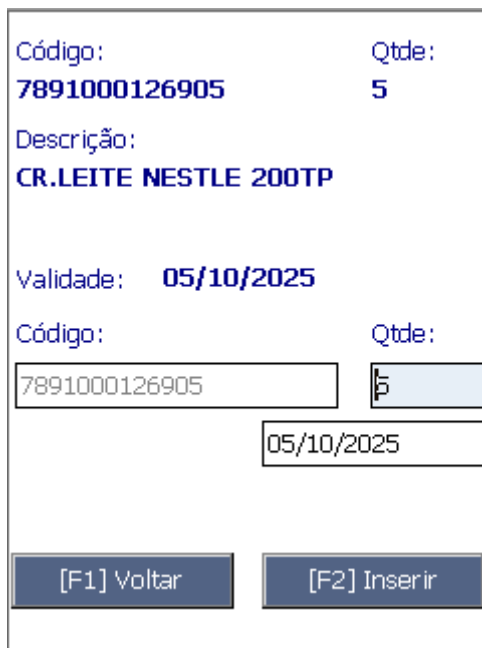 Código: Qtde:
7891000126905 5
Descrição:
CR.LEITE NESTLE 200TP
Validade: 05/10/2025
Código: Qtde:
7891000126905 5
05/10/2025
[F1] Voltar [F2] Inserir